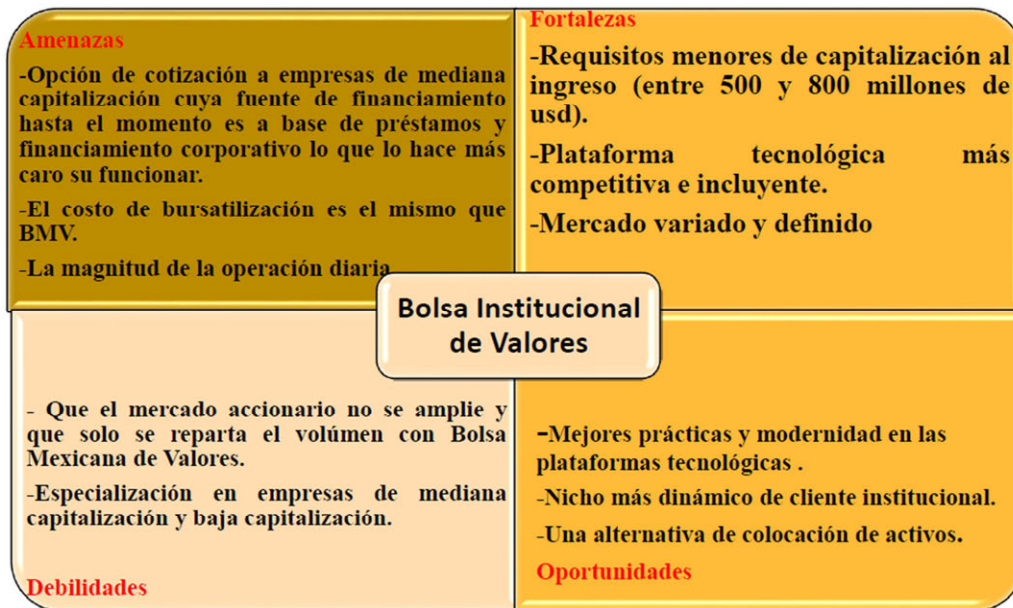 Amenazas
-Opción de cotización a empresas de mediana
capitalización cuya fuente de financiamiento
hasta el momento es a base de préstamos y
financiamiento corporativo lo que lo hace más
caro su funcionar.
-El costo de bursatilización es el mismo que
BMV.
-La magnitud de la operación diaria
Fortalezas
-Requisitos menores de capitalización al
ingreso (entre 500 y 800 millones de
usd).
-Plataforma tecnológica más
competitiva e incluyente.
-Mercado variado y definido
Bolsa Institucional
de Valores
- Que el mercado accionario no se amplie y
que solo se reparta el volúmen con Bolsa
Mexicana de Valores.
-Especialización en empresas de mediana
capitalización y baja capitalización.
Debilidades
-Mejores prácticas y modernidad en las
plataformas tecnológicas .
-Nicho más dinámico de cliente institucional.
-Una alternativa de colocación de activos.
Oportunidades